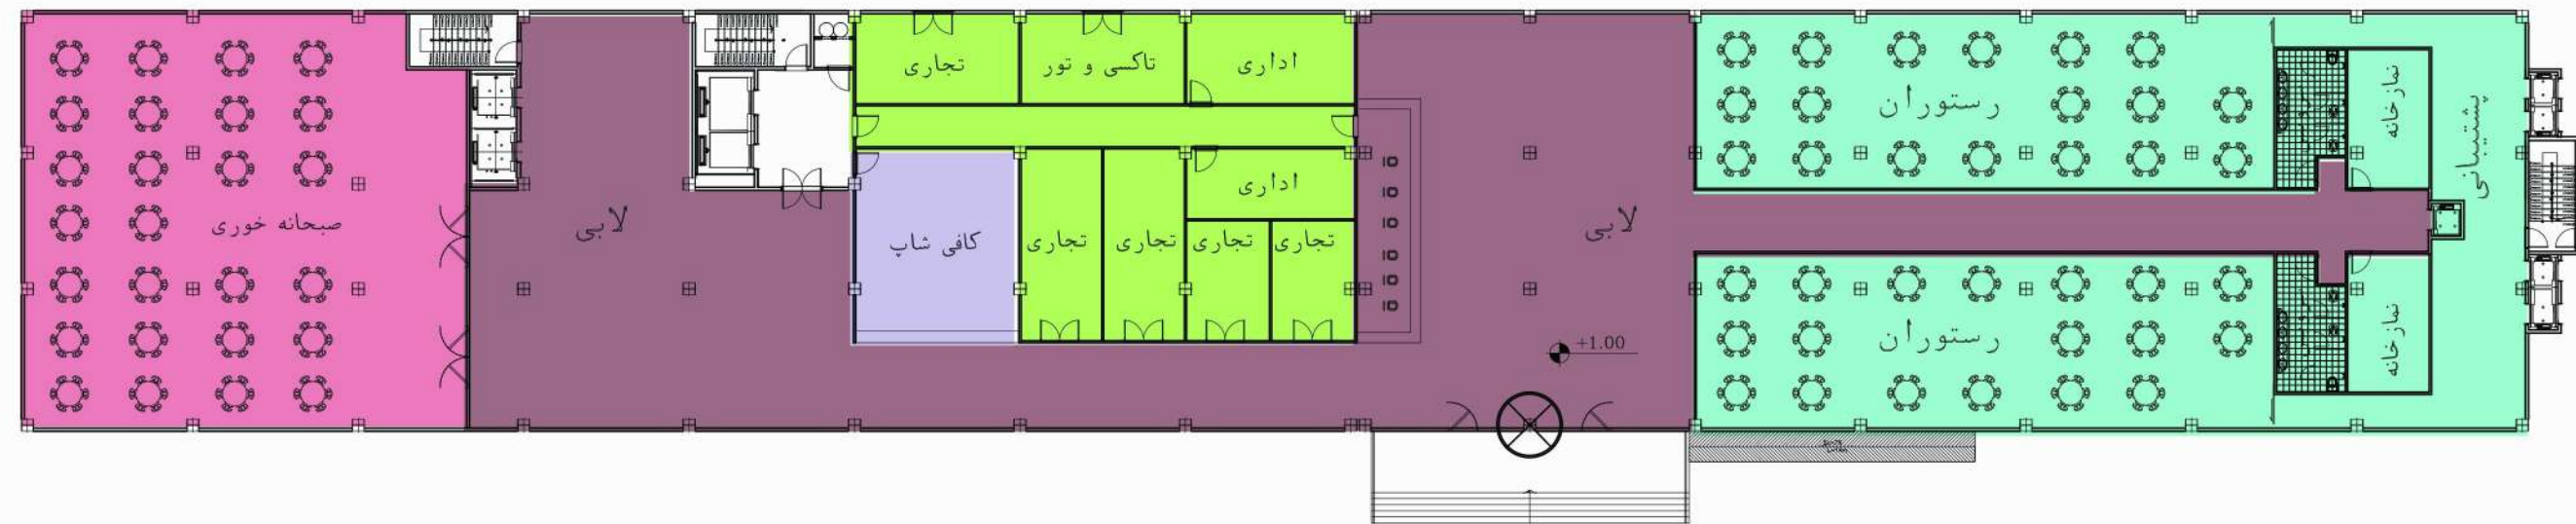 تجاری
تاکسی و تور
اداری
رستوران
نمازخانه
پشتیبانی
صبحانه خوری
لابی
کافی شاپ
تجاری
تجاری
اداری
تجاری
تجاری
لابی
+1.00
رستوران
نمازخانه